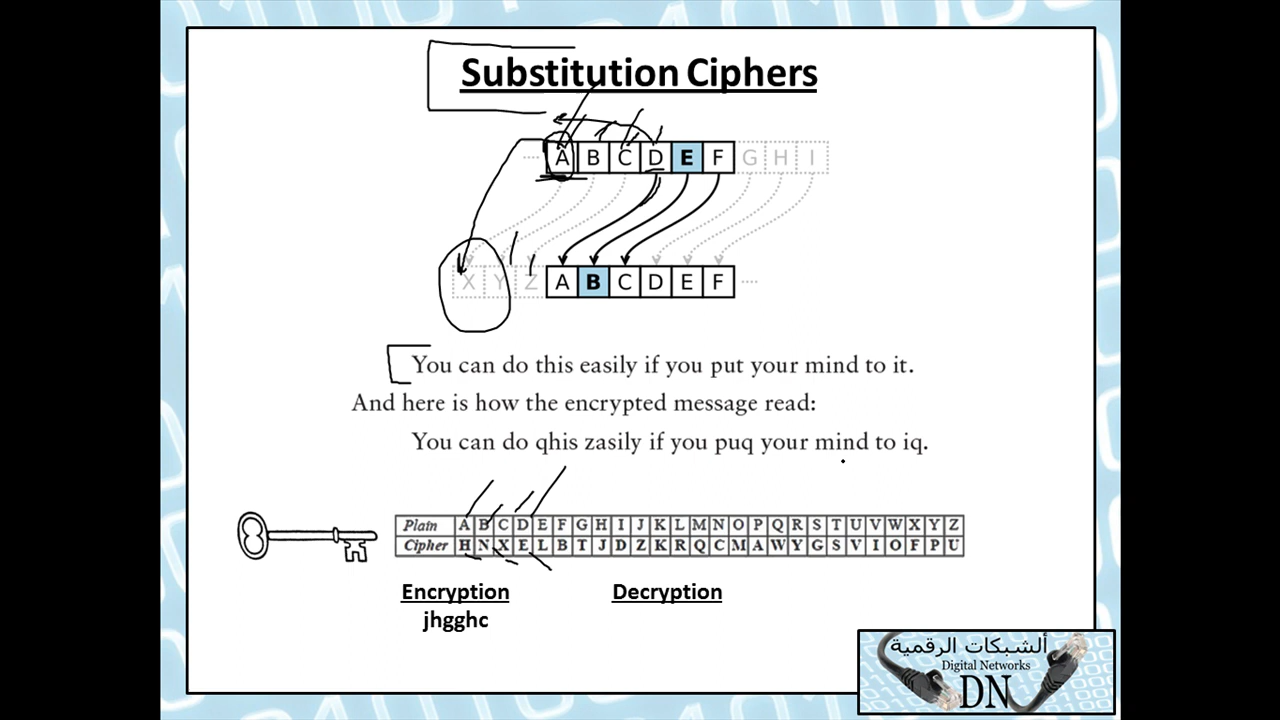 Substitution Ciphers
A B C D E F G H I
X Y Z A B C D E F
You can do this easily if you put your mind to it.
And here is how the encrypted message read:
You can do qhis zasily if you puq your mind to iq.
Plain A B C D E F G H I J K L M N O P Q R S T U V W X Y Z
Cipher H N X E L B T J D Z K R Q C M A W Y G S V I O F P U
Encryption Decryption
jhgghc
ألشبكات الرقمية
Digital Networks
DN